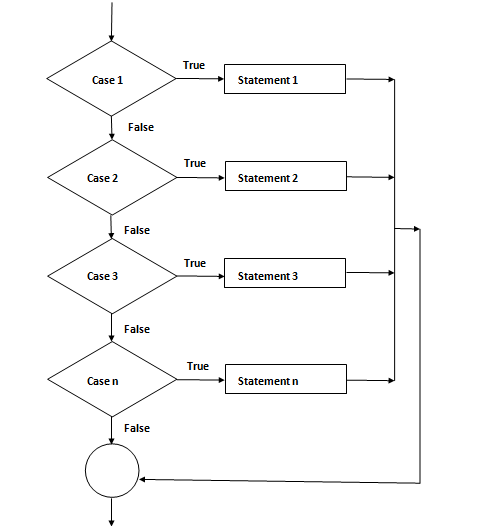 True
Case 1
Statement 1
False
True
Case 2
Statement 2
False
True
Case 3
Statement 3
False
True
Case n
Statement n
False